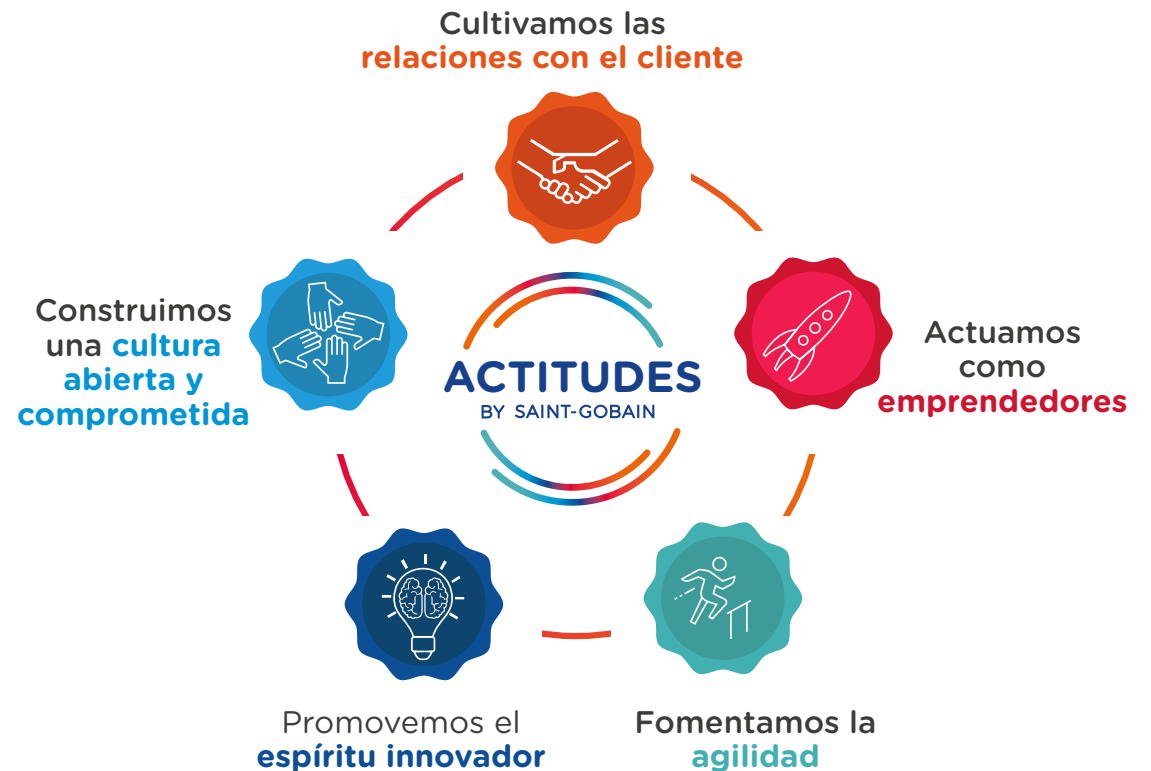 Cultivamos las
relaciones con el cliente
Construimos
una cultura
abierta y
comprometida
ACTITUDES
BY SAINT-GOBAIN
Actuamos
como
emprendedores
Promovemos el
espíritu innovador
Fomentamos la
agilidad